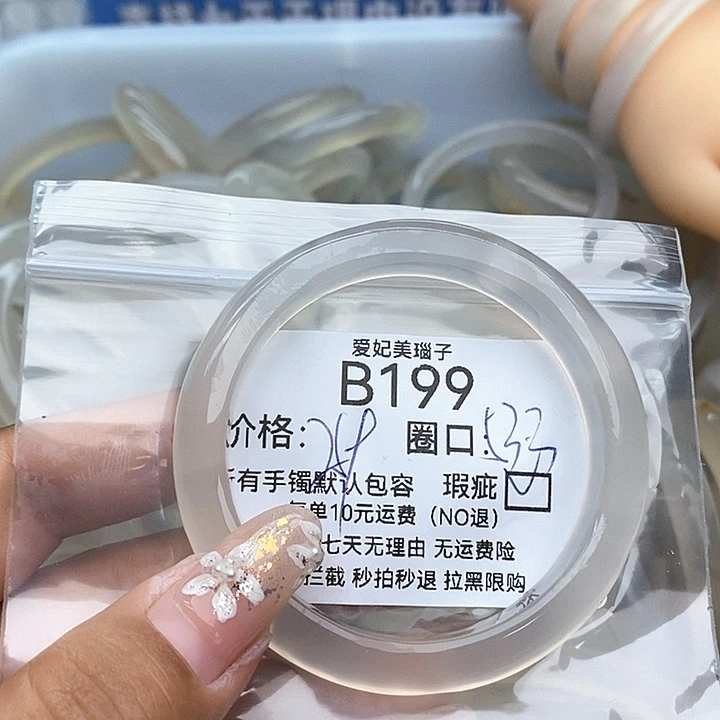 爱妃美瑙子
B199
价格: 圈口:533
有手镯默认包容 瑕疵
单10元运费（NO退）
七天无理由 无运费险
拦截 秒拍秒退 拉黑限购